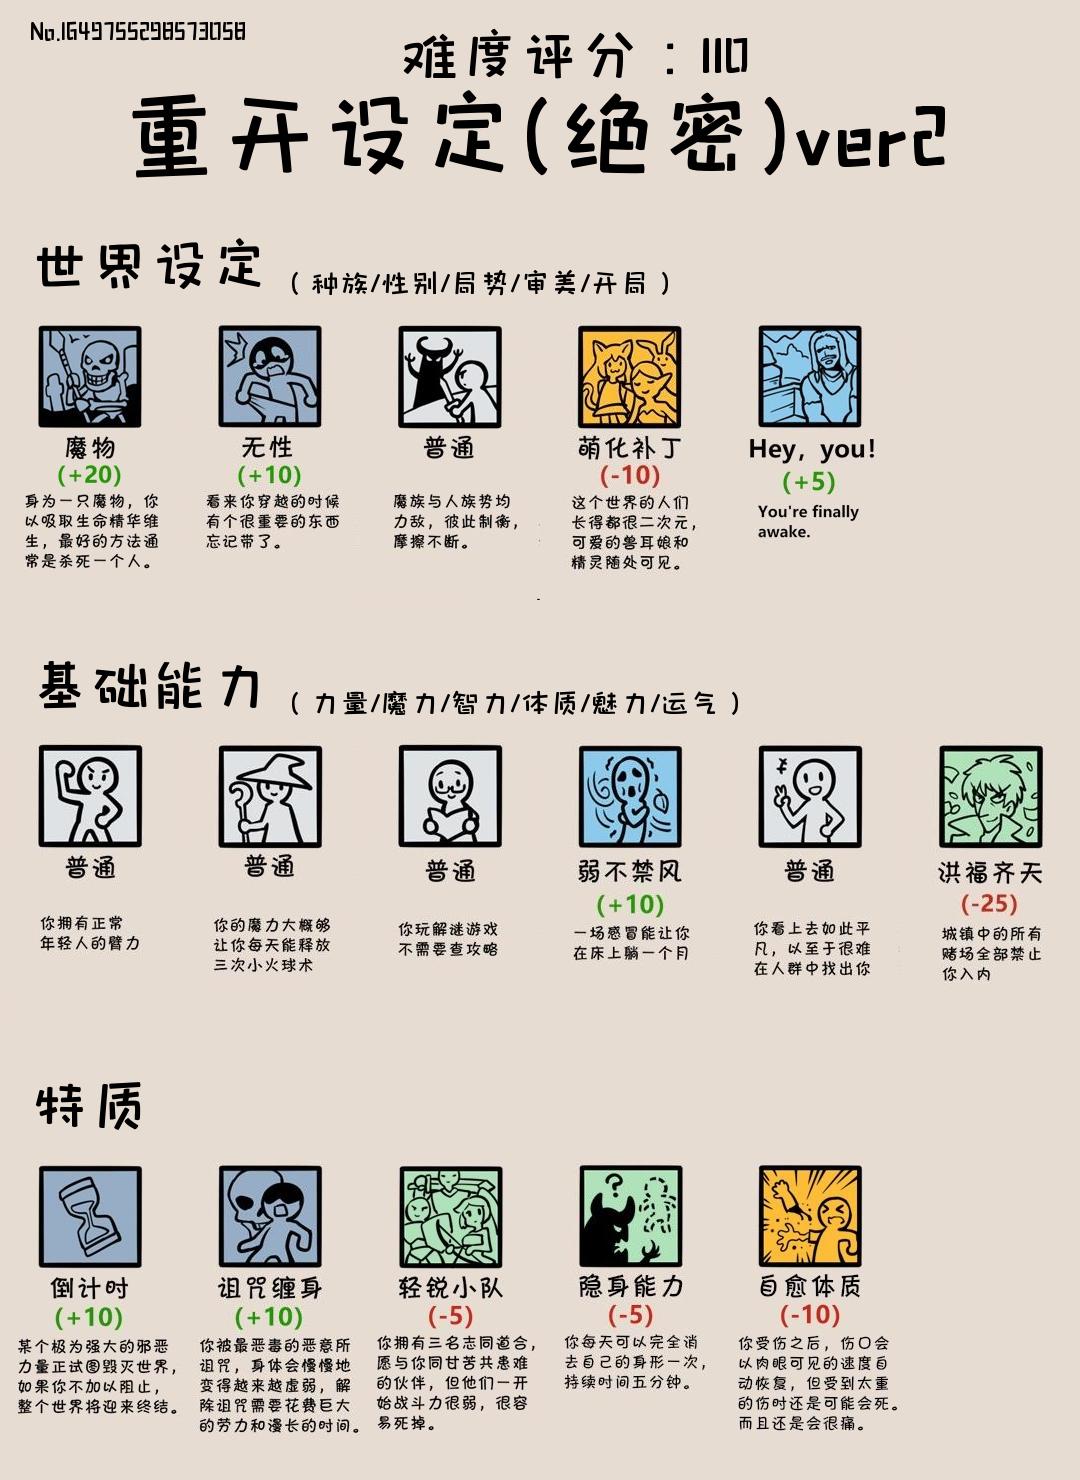 No.1649755298573058
难度评分：110
重开设定(绝密)ver2
世界设定（种族/性别/局势/审美/开局）
魔物
(+20)
身为一只魔物，你
以吸取生命精华维
生，最好的方法通
常是杀死一个人。
无性
(+10)
看来你穿越的时候
有个很重要的东西
忘记带了。
普通
魔族与人族势均
力敌，彼此制衡，
摩擦不断。
萌化补丁
(-10)
这个世界的人们
长得都很二次元，
可爱的兽耳娘和
精灵随处可见。
Hey, you!
(+5)
You're finally
awake.
基础能力（力量/魔力/智力/体质/魅力/运气）
普通
你拥有正常
年轻人的臂力
普通
你的魔力大概够
让你每天能释放
三次小火球术
普通
你玩解谜游戏
不需要查攻略
弱不禁风
(+10)
一场感冒能让你
在床上躺一个月
普通
你看上去如此平
凡，以至于很难
在人群中找出你
洪福齐天
(-25)
城镇中的所有
赌场全部禁止
你入内
特质
倒计时
(+10)
某个极为强大的邪恶
力量正试图毁灭世界，
如果你不加以阻止，
整个世界将迎来终结。
诅咒缠身
(+10)
你被最恶毒的恶意所
诅咒，身体会慢慢地
变得越来越虚弱，解
除诅咒需要花费巨大
的劳力和漫长的时间。
轻锐小队
(-5)
你拥有三名志同道合，
愿与你同甘苦共患难
的伙伴，但他们一开
始战斗力很弱，很容
易死掉。
隐身能力
(-5)
你每天可以完全消
去自己的身形一次，
持续时间五分钟。
自愈体质
(-10)
你受伤之后，伤口会
以肉眼可见的速度自
动恢复，但受到太重
的伤时还是可能会死。
而且还是会很痛。